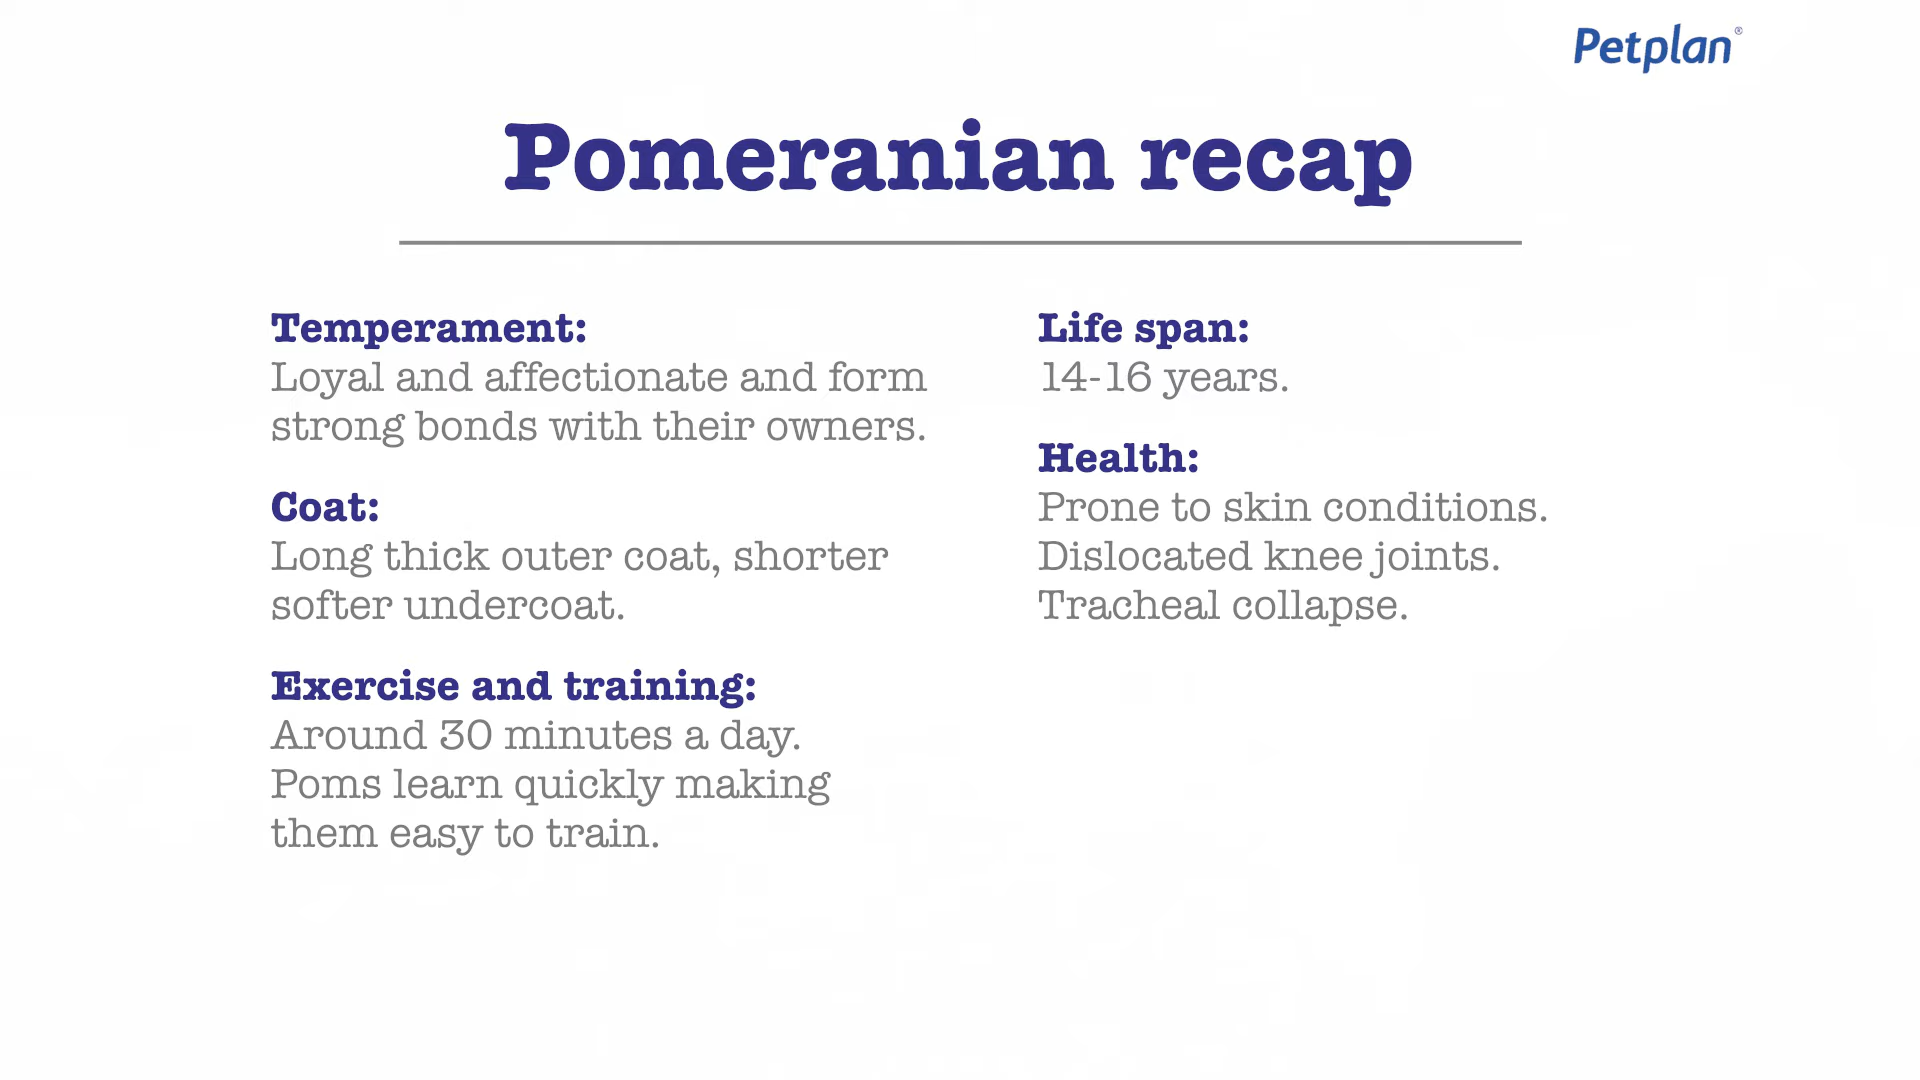 Petplan®
Pomeranian recap
Temperament:
Loyal and affectionate and form
strong bonds with their owners.
Coat:
Long thick outer coat, shorter
softer undercoat.
Exercise and training:
Around 30 minutes a day.
Poms learn quickly making
them easy to train.
Life span:
14-16 years.
Health:
Prone to skin conditions.
Dislocated knee joints.
Tracheal collapse.